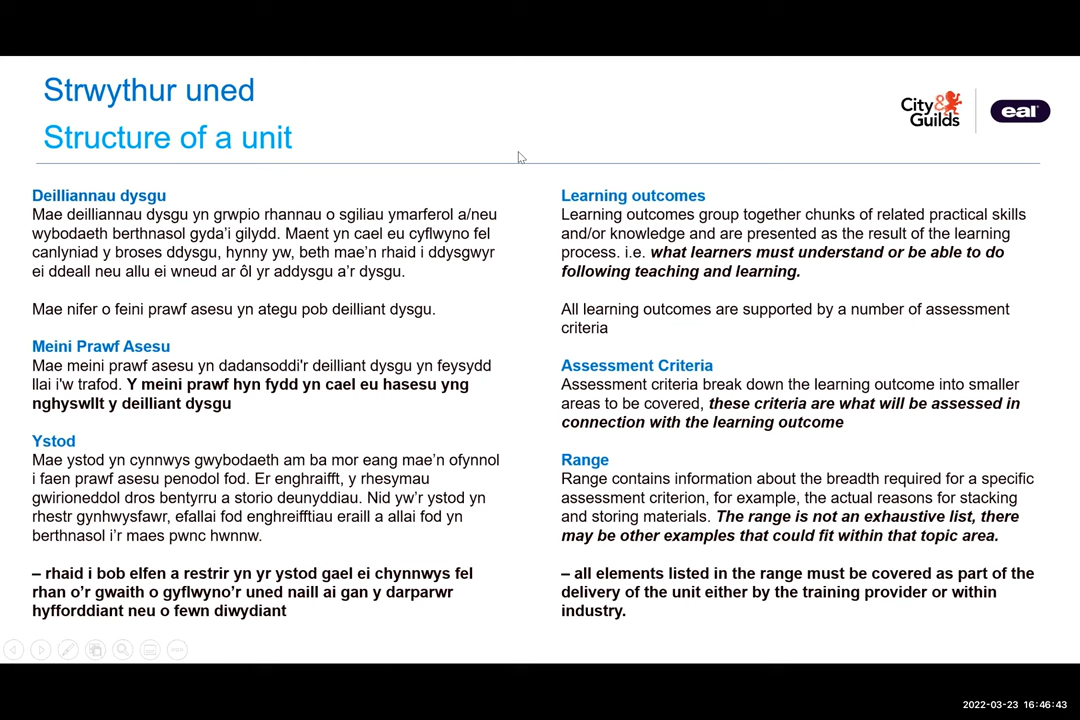 Strwythur uned
Structure of a unit
City & Guilds
eal
Deilliannau dysgu
Mae deilliannau dysgu yn grwpio rhannau o sgiliau ymarferol a/neu
wybodaeth berthnasol gyda'i gilydd. Maent yn cael eu cyflwyno fel
canlyniad y broses ddysgu, hynny yw, beth mae'n rhaid i ddysgwyr
ei ddeall neu allu ei wneud ar ôl yr addysgu a'r dysgu.
Mae nifer o feini prawf asesu yn ategu pob deilliant dysgu.
Meini Prawf Asesu
Mae meini prawf asesu yn dadansoddi'r deilliant dysgu yn feysydd
llai i'w trafod. Y meini prawf hyn fydd yn cael eu hasesu yng
nghyswllt y deilliant dysgu
Ystod
Mae ystod yn cynnwys gwybodaeth am ba mor eang mae'n ofynnol
i faen prawf asesu penodol fod. Er enghraifft, y rhesymau
gwirioneddol dros bentyrru a storio deunyddiau. Nid yw'r ystod yn
rhestr gynhwysfawr, efallai fod enghreifftiau eraill a allai fod yn
berthnasol i'r maes pwnc hwnnw.
– rhaid i bob elfen a restrir yn yr ystod gael ei chynnwys fel
rhan o'r gwaith o gyflwyno'r uned naill ai gan y darparwr
hyfforddiant neu o fewn diwydiant
Learning outcomes
Learning outcomes group together chunks of related practical skills
and/or knowledge and are presented as the result of the learning
process. i.e. what learners must understand or be able to do
following teaching and learning.
All learning outcomes are supported by a number of assessment
criteria
Assessment Criteria
Assessment criteria break down the learning outcome into smaller
areas to be covered, these criteria are what will be assessed in
connection with the learning outcome
Range
Range contains information about the breadth required for a specific
assessment criterion, for example, the actual reasons for stacking
and storing materials. The range is not an exhaustive list, there
may be other examples that could fit within that topic area.
– all elements listed in the range must be covered as part of the
delivery of the unit either by the training provider or within
industry.
2022-03-23 16:46:43